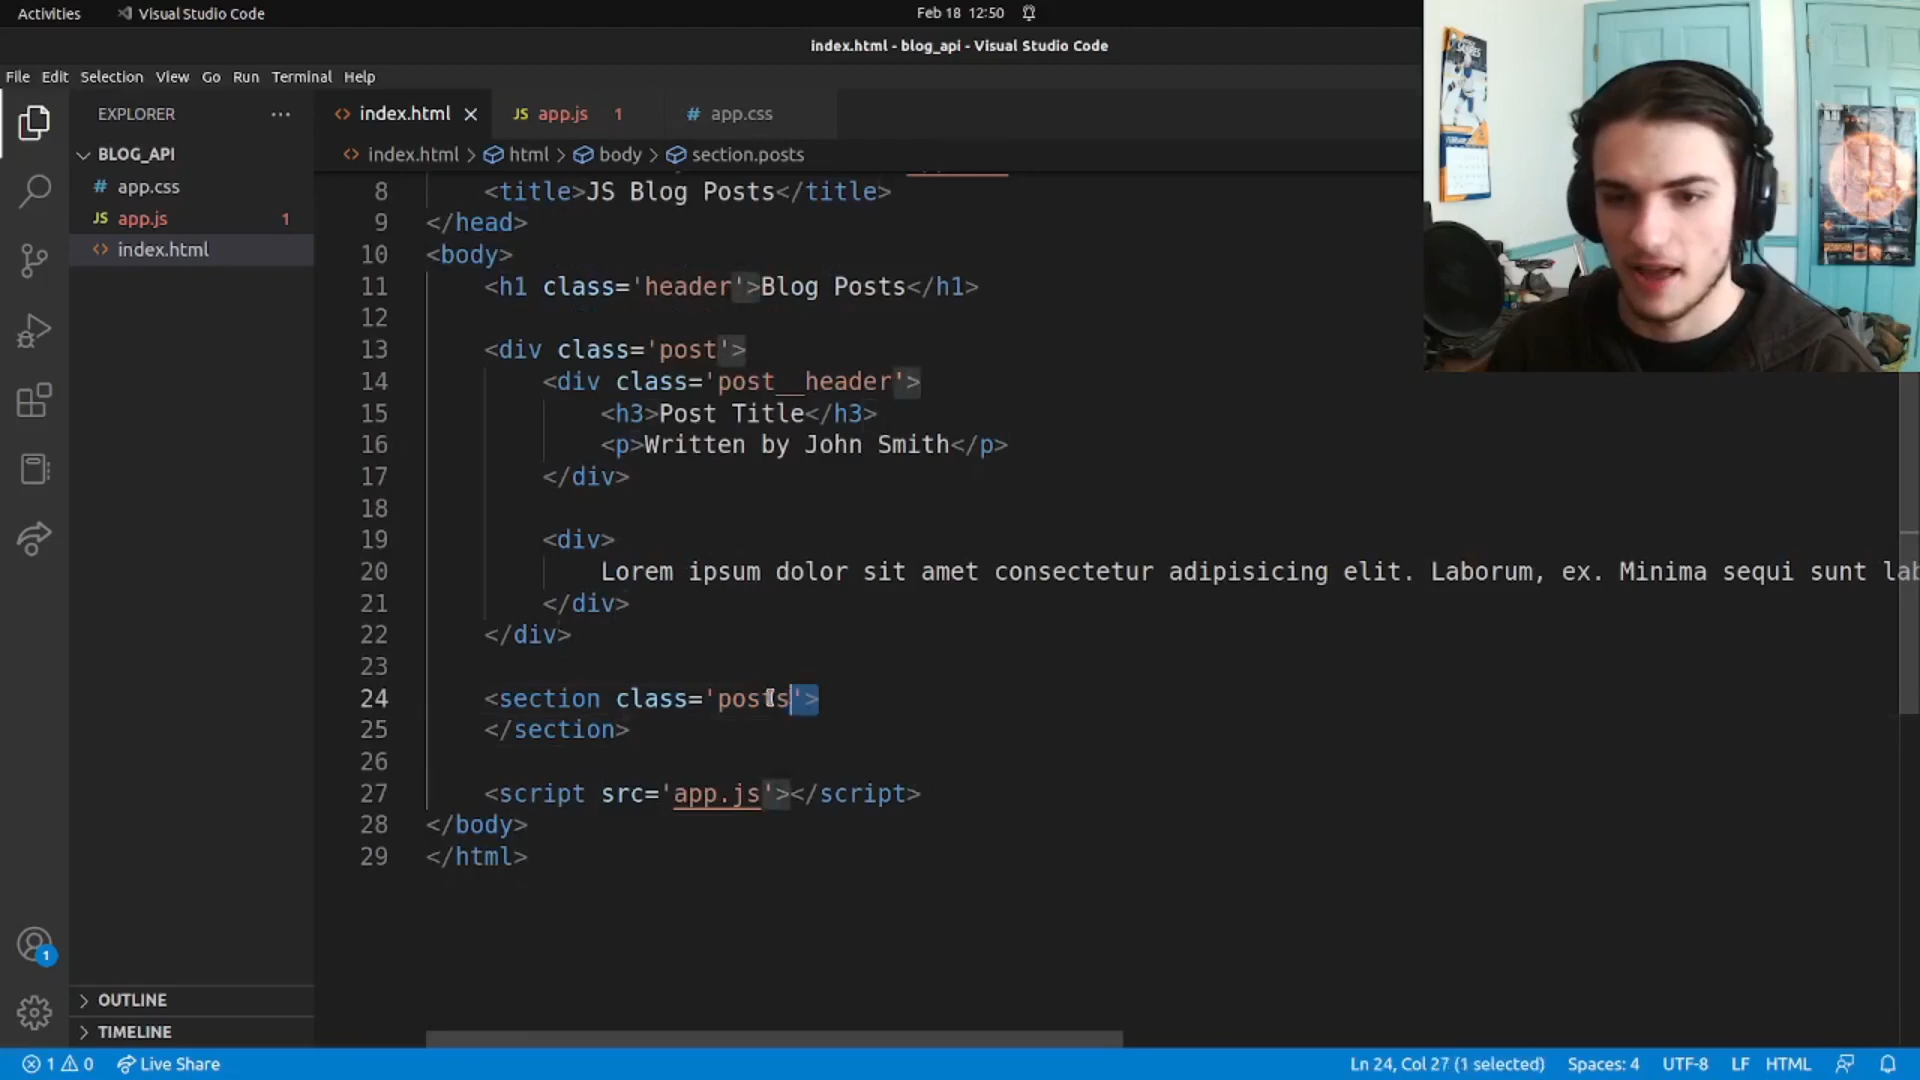 Activities Visual Studio Code Feb 18 12:50
index.html - blog_api - Visual Studio Code
File Edit Selection View Go Run Terminal Help
EXPLORER ···
BLOG_API
# app.css
JS app.js 1
<> index.html
OUTLINE
TIMELINE
<> index.html × JS app.js 1 # app.css
<> index.html > html > body > section.posts
8 <title>JS Blog Posts</title>
9 </head>
10 <body>
11 <h1 class='header'>Blog Posts</h1>
12
13 <div class='post'>
14 <div class='post__header'>
15 <h3>Post Title</h3>
16 <p>Written by John Smith</p>
17 </div>
18
19 <div>
20 Lorem ipsum dolor sit amet consectetur adipisicing elit. Laborum, ex. Minima sequi sunt lab
21 </div>
22 </div>
23
24 <section class='posts'>
25 </section>
26
27 <script src='app.js'></script>
28 </body>
29 </html>
1
1 0 Live Share Ln 24, Col 27 (1 selected) Spaces: 4 UTF-8 LF HTML